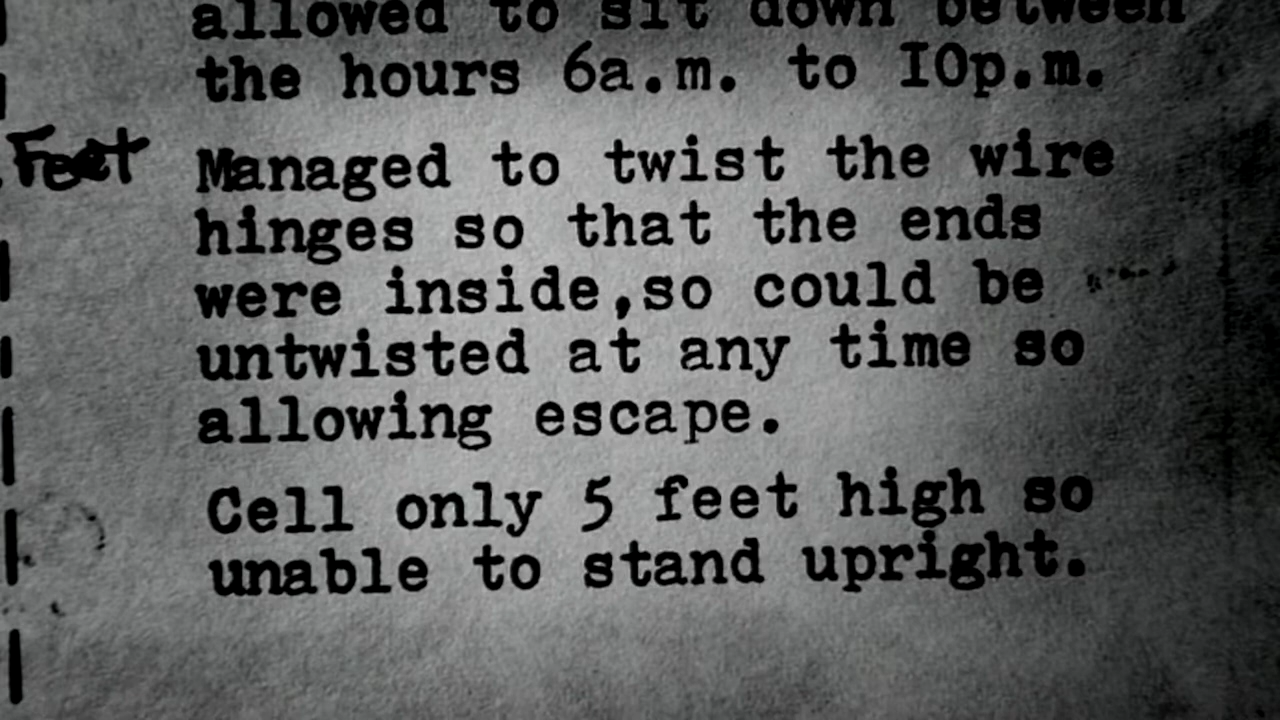 allowed to sit down between
the hours 6a.m. to IOp.m.
Feet
Managed to twist the wire
hinges so that the ends
were inside,so could be
untwisted at any time so
allowing escape.
Cell only 5 feet high so
unable to stand upright.